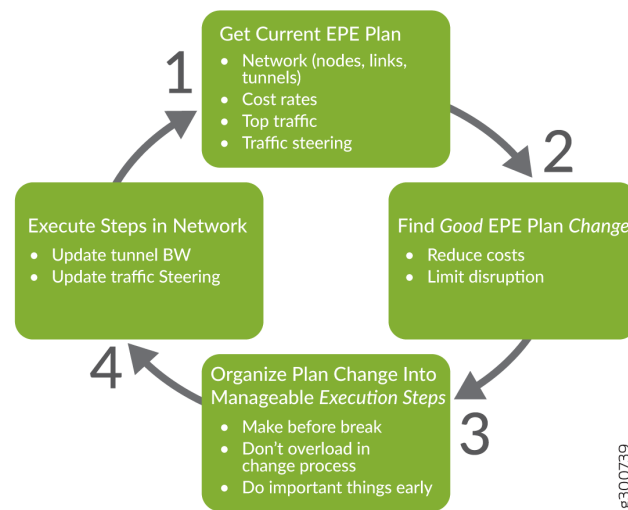 1
Get Current EPE Plan
• Network (nodes, links,
tunnels)
• Cost rates
• Top traffic
• Traffic steering
2
Find Good EPE Plan Change
• Reduce costs
• Limit disruption
3
Organize Plan Change Into
Manageable Execution Steps
• Make before break
• Don’t overload in
change process
• Do important things early
4
Execute Steps in Network
• Update tunnel BW
• Update traffic Steering
g300739